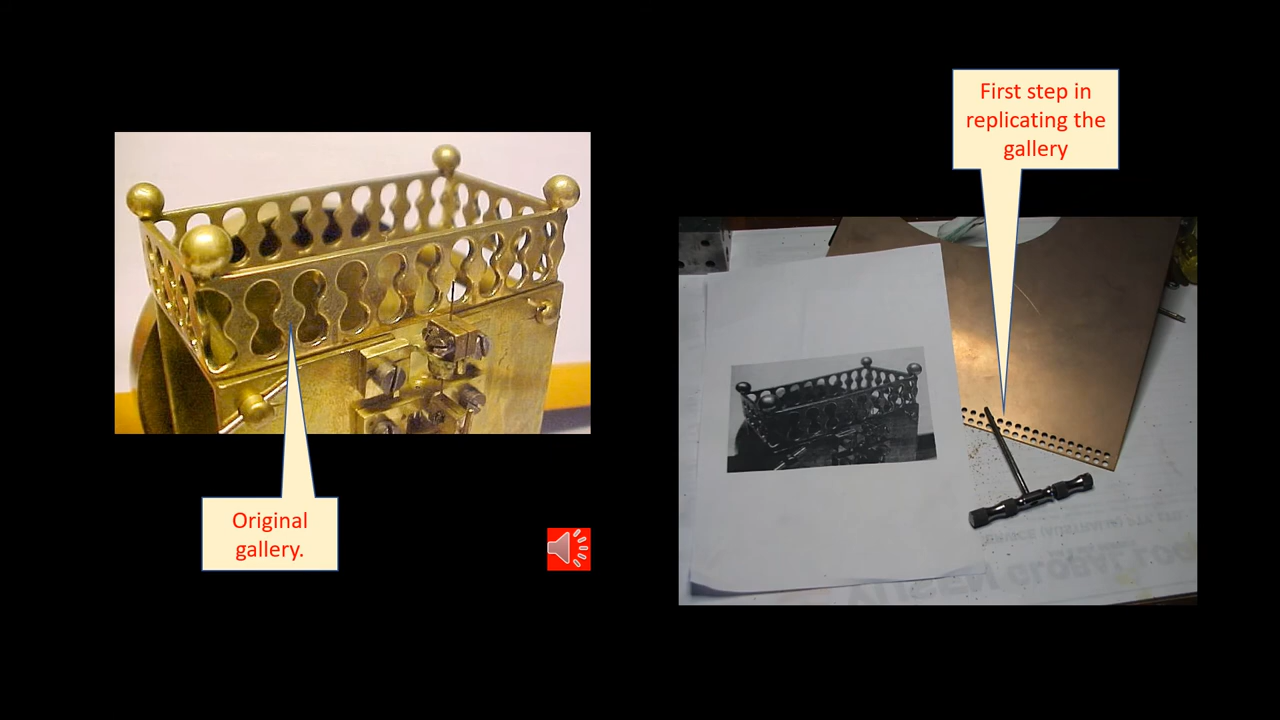 Original
gallery.
First step in
replicating the
gallery